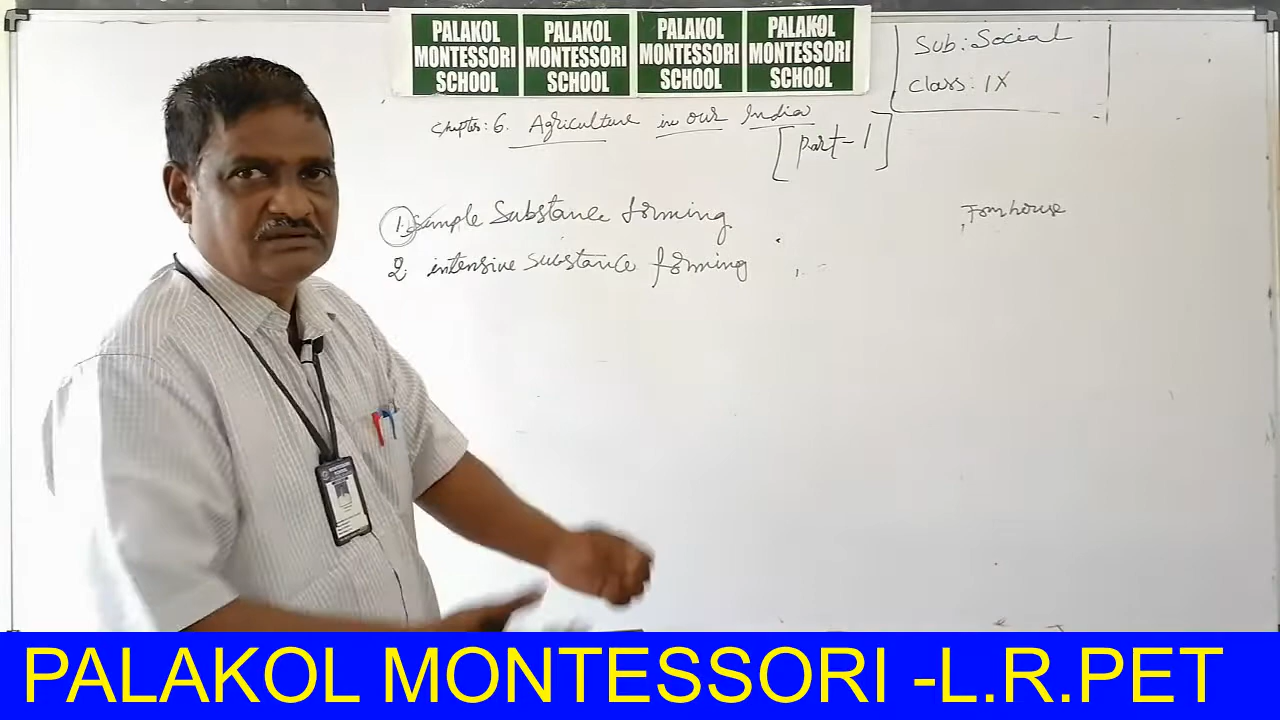 PALAKOL MONTESSORI SCHOOL
PALAKOL MONTESSORI SCHOOL
PALAKOL MONTESSORI SCHOOL
PALAKOL MONTESSORI SCHOOL
Sub: Social
Class: IX
Chapter: 6. Agriculture in our India
[Part-1]
1. Simple Substance forming
2 intensive substance forming
Formhouse
PALAKOL MONTESSORI -L.R.PET